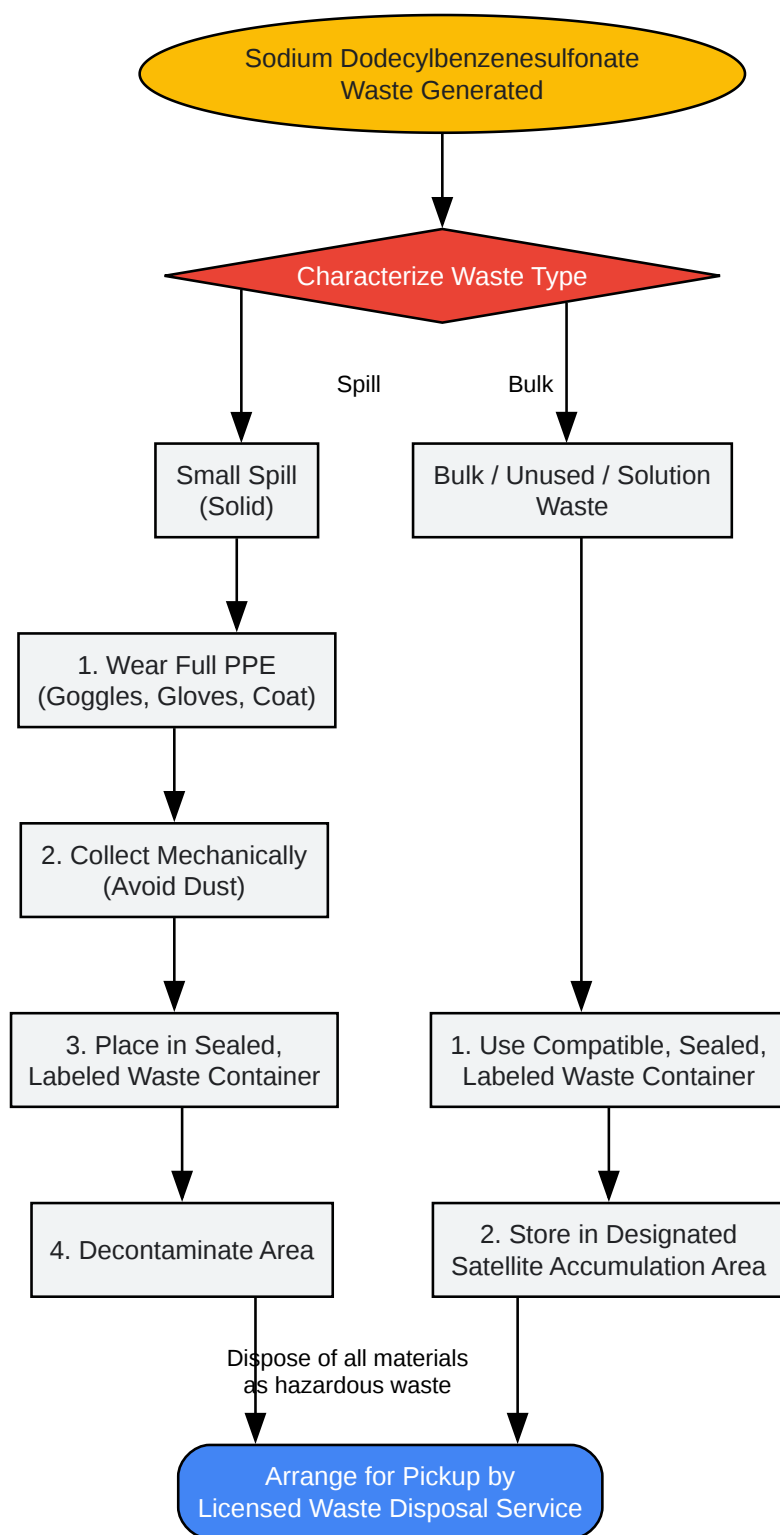 Sodium Dodecylbenzenesulfonate
Waste Generated
Characterize Waste Type
Spill
Bulk
Small Spill
(Solid)
Bulk / Unused / Solution
Waste
1. Wear Full PPE
(Goggles, Gloves, Coat)
2. Collect Mechanically
(Avoid Dust)
3. Place in Sealed,
Labeled Waste Container
1. Use Compatible, Sealed,
Labeled Waste Container
4. Decontaminate Area
2. Store in Designated
Satellite Accumulation Area
Dispose of all materials
as hazardous waste
Arrange for Pickup by
Licensed Waste Disposal Service